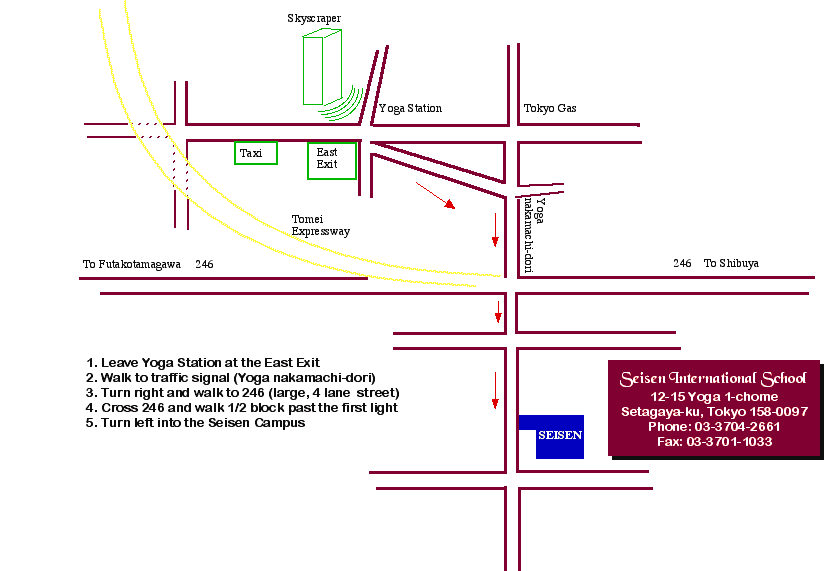 Skyscraper
Yoga Station
Tokyo Gas
Taxi
East
Exit
Yoga
nakamachi-dori
Tomei
Expressway
To Futakotamagawa 246
246 To Shibuya
1. Leave Yoga Station at the East Exit
2. Walk to traffic signal (Yoga nakamachi-dori)
3. Turn right and walk to 246 (large, 4 lane street)
4. Cross 246 and walk 1/2 block past the first light
5. Turn left into the Seisen Campus
Seisen International School
12-15 Yoga 1-chome
Setagaya-ku, Tokyo 158-0097
Phone: 03-3704-2661
Fax: 03-3701-1033
SEISEN